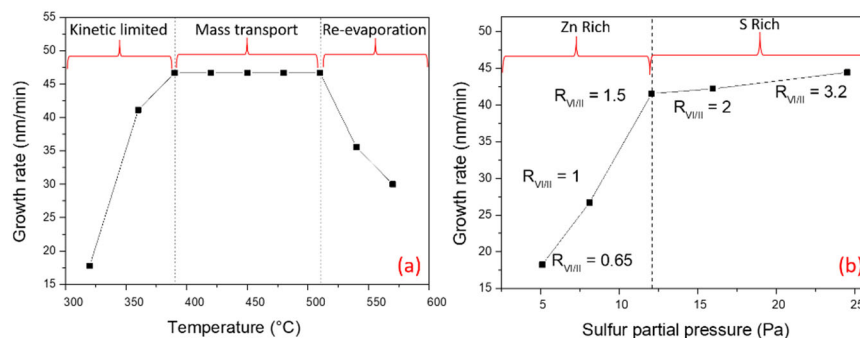 Kinetic limited Mass transport Re-evaporation
55
50
45
40
35
30
25
20
15
300 350 400 450 500 550 600
Growth rate (nm/min)
Temperature (°C)
(a)
Zn Rich S Rich
50
45
40
35
30
25
20
15
5 10 15 20 25
Growth rate (nm/min)
Sulfur partial pressure (Pa)
R_VI/II = 1.5
R_VI/II = 2
R_VI/II = 3.2
R_VI/II = 1
R_VI/II = 0.65
(b)